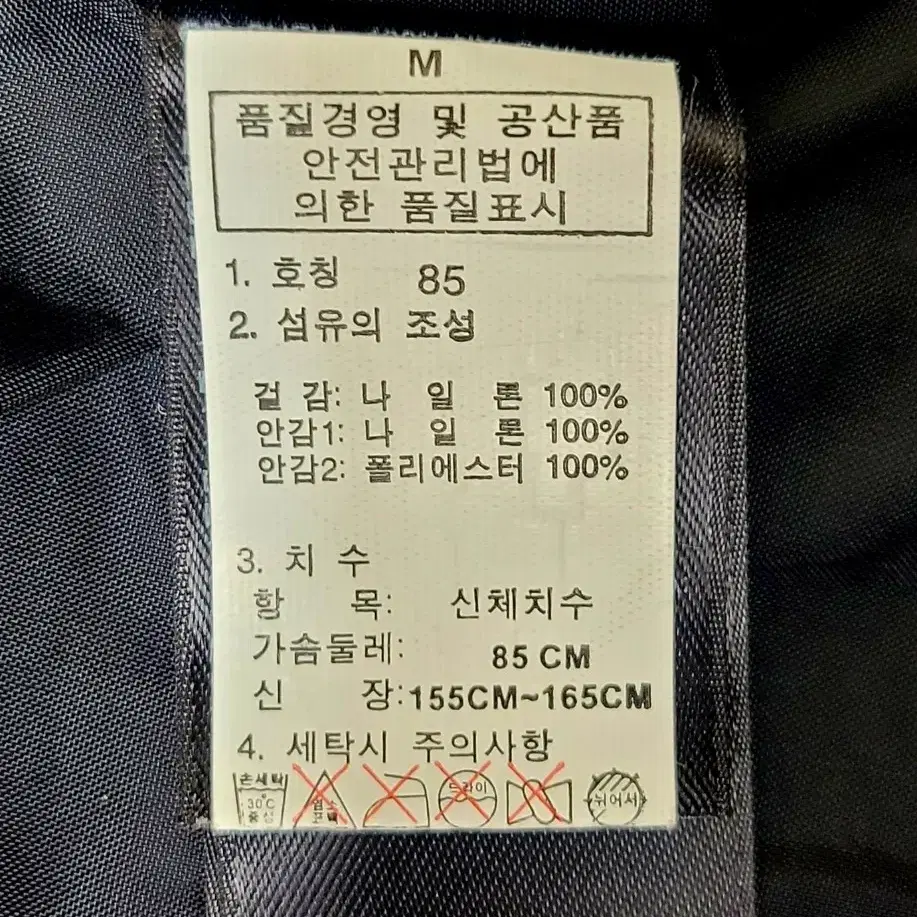 M
품질경영 및 공산품
안전관리법에
의한 품질표시
1. 호칭 85
2. 섬유의 조성
겉 감: 나 일 론 100%
안감1: 나 일 론 100%
안감2: 폴리에스터 100%
3. 치 수
항 목: 신체치수
가슴둘레: 85 CM
신 장: 155CM~165CM
4. 세탁시 주의사항
손세탁 30°C 중성 염소 표백 드라이 뉘어서